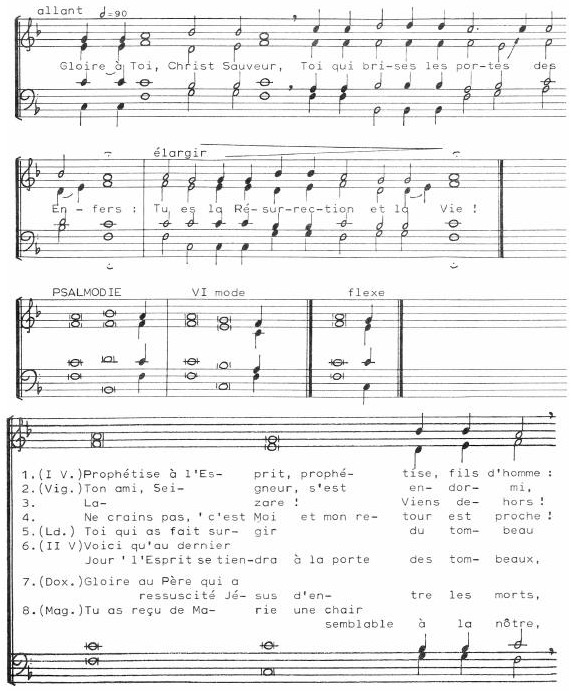 allant ♩=90
Gloire à Toi, Christ Sauveur, Toi qui bri-ses les por-tes des
élargir
En-fers : Tu es la Ré-sur-rec-tion et la Vie !
PSALMODIE VI mode flexe
1.(I V.)Prophétise à l'Es- prit, prophé- tise, fils d'homme :
2.(Vig.)Ton ami, Sei- gneur, s'est en- dor- mi,
3. La- zare ! Viens de- hors !
4. Ne crains pas, 'c'est Moi et mon re- tour est proche !
5.(Ld.) Toi qui as fait sur- gir du tom- beau
6.(II V)Voici qu'au dernier
Jour 'l'Esprit se tien-dra à la porte des tom- beaux,
7.(Dox.)Gloire au Père qui a
ressuscité Jé- sus d'en- tre les morts,
8.(Mag.)Tu as reçu de Ma- rie une chair
semblable à la nôtre,